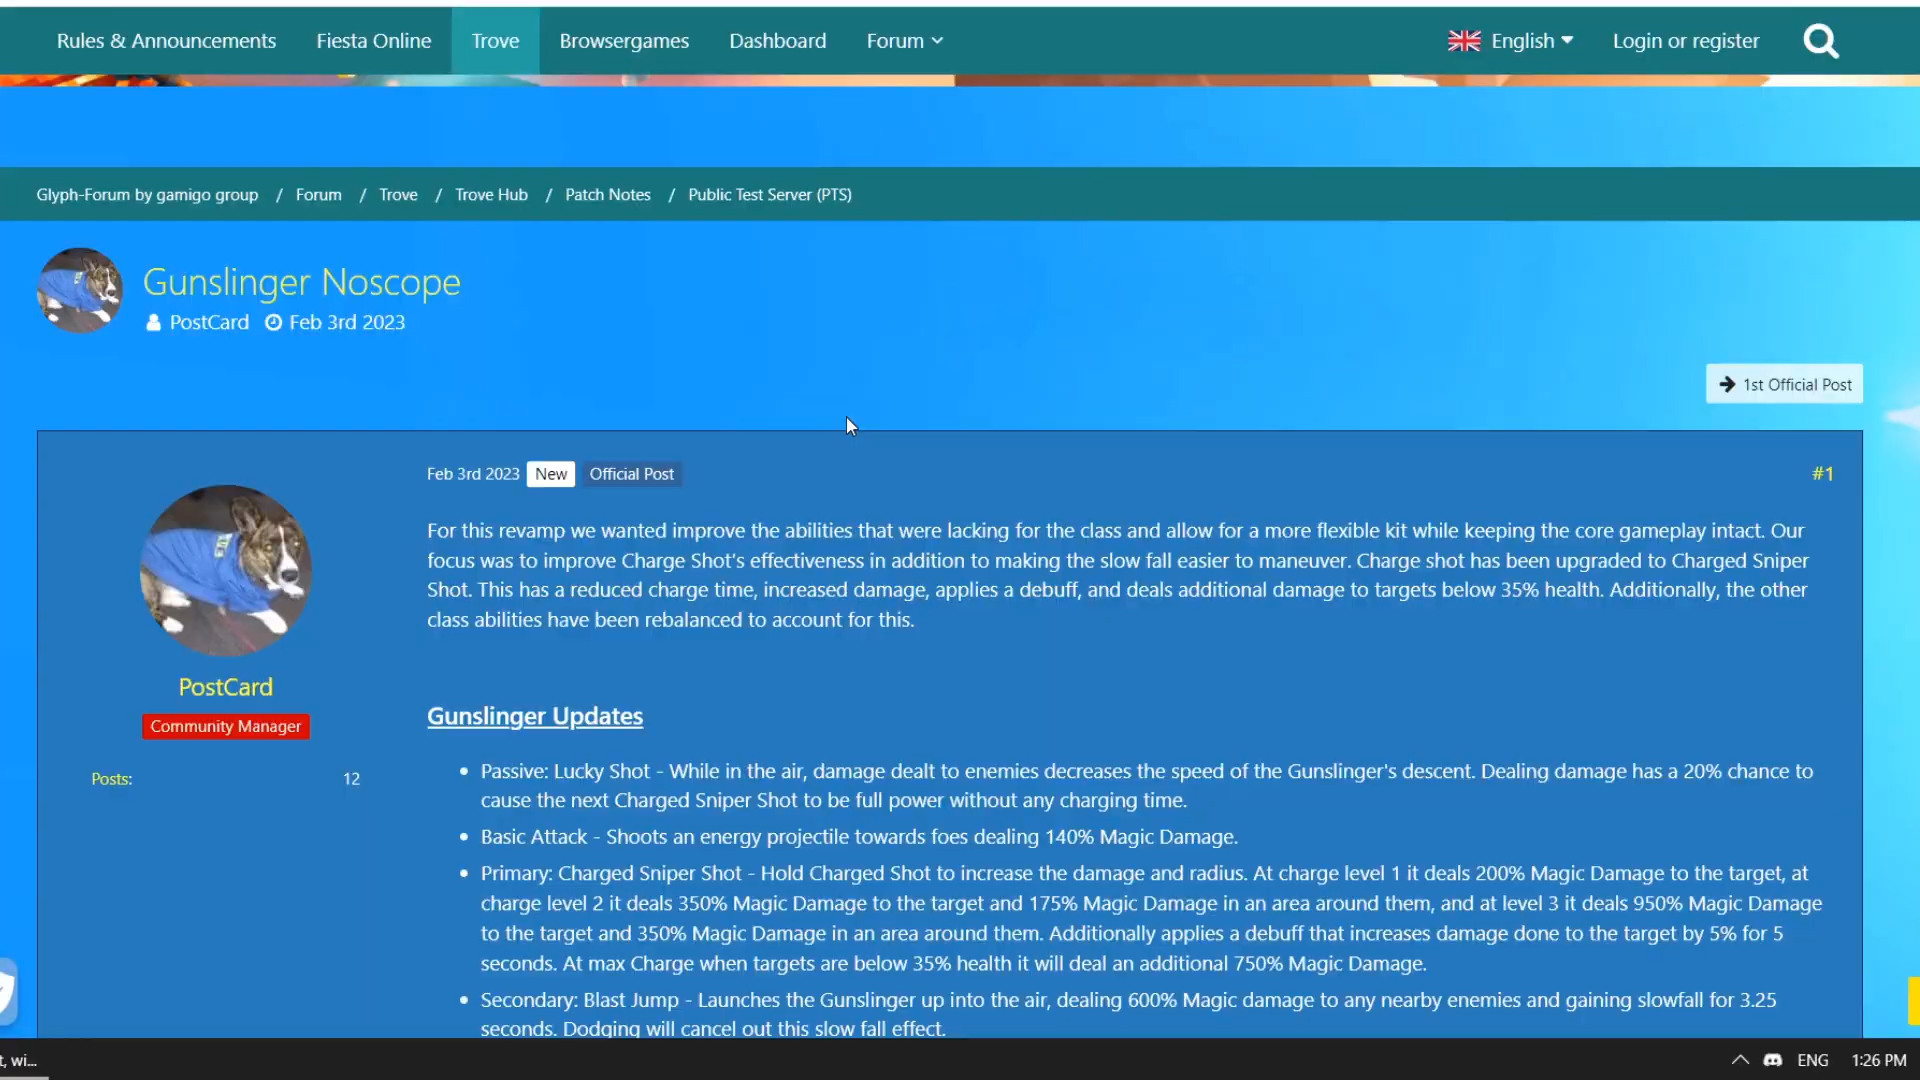 Rules & Announcements Fiesta Online Trove Browsergames Dashboard Forum English Login or register
Glyph-Forum by gamigo group / Forum / Trove / Trove Hub / Patch Notes / Public Test Server (PTS)
Gunslinger Noscope
PostCard Feb 3rd 2023
1st Official Post
Feb 3rd 2023 New Official Post #1
For this revamp we wanted improve the abilities that were lacking for the class and allow for a more flexible kit while keeping the core gameplay intact. Our
focus was to improve Charge Shot's effectiveness in addition to making the slow fall easier to maneuver. Charge shot has been upgraded to Charged Sniper
Shot. This has a reduced charge time, increased damage, applies a debuff, and deals additional damage to targets below 35% health. Additionally, the other
class abilities have been rebalanced to account for this.
PostCard
Community Manager
Posts: 12
Gunslinger Updates
• Passive: Lucky Shot - While in the air, damage dealt to enemies decreases the speed of the Gunslinger's descent. Dealing damage has a 20% chance to
cause the next Charged Sniper Shot to be full power without any charging time.
• Basic Attack - Shoots an energy projectile towards foes dealing 140% Magic Damage.
• Primary: Charged Sniper Shot - Hold Charged Shot to increase the damage and radius. At charge level 1 it deals 200% Magic Damage to the target, at
charge level 2 it deals 350% Magic Damage to the target and 175% Magic Damage in an area around them, and at level 3 it deals 950% Magic Damage
to the target and 350% Magic Damage in an area around them. Additionally applies a debuff that increases damage done to the target by 5% for 5
seconds. At max Charge when targets are below 35% health it will deal an additional 750% Magic Damage.
• Secondary: Blast Jump - Launches the Gunslinger up into the air, dealing 600% Magic damage to any nearby enemies and gaining slowfall for 3.25
seconds. Dodging will cancel out this slow fall effect.
t, wi... ENG 1:26 PM